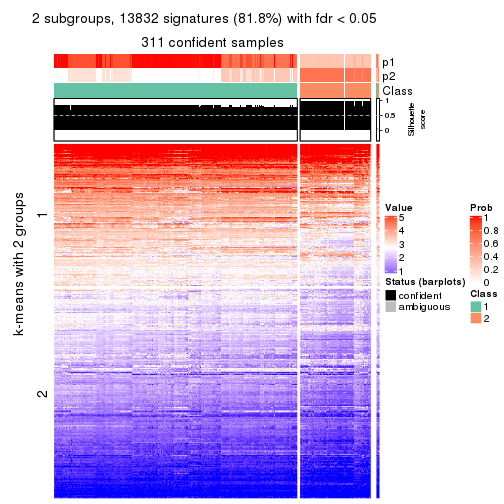 2 subgroups, 13832 signatures (81.8%) with fdr < 0.05
311 confident samples
p1
p2
Class
1
0.5
0
Silhouette
score
k-means with 2 groups
1
2
Value
5
4
3
2
1
Status (barplots)
confident
ambiguous
Prob
1
0.8
0.6
0.4
0.2
0
Class
1
2